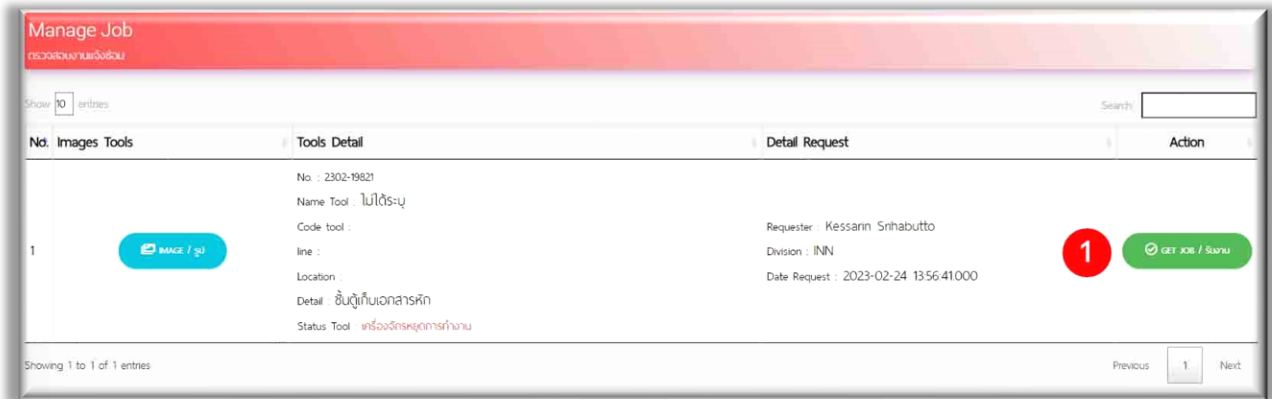 Manage Job
ตรวจสอบงานแจ้งซ่อม
Show 10 entries
Search:
No. Images Tools Tools Detail Detail Request Action
No. : 2302-19821
Name Tool : ไม่ได้ระบุ
Code tool :
line :
Location :
Detail : ชั้นตู้เก็บเอกสารหัก
Status Tool : เครื่องจักรหยุดการทำงาน
1
IMAGE / รูป
Requester : Kessarin Srihabutto
Division : INN
Date Request : 2023-02-24 13:56:41.000
1
GET JOB / รับงาน
Showing 1 to 1 of 1 entries
Previous 1 Next